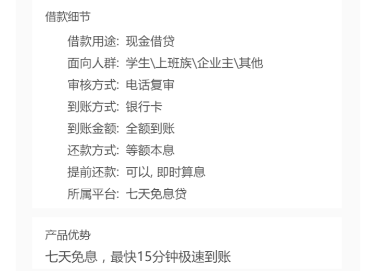 借款细节
借款用途: 现金借贷
面向人群: 学生\上班族\企业主\其他
审核方式: 电话复审
到账方式: 银行卡
到账金额: 全额到账
还款方式: 等额本息
提前还款: 可以, 即时算息
所属平台: 七天免息贷
产品优势
七天免息，最快15分钟极速到账